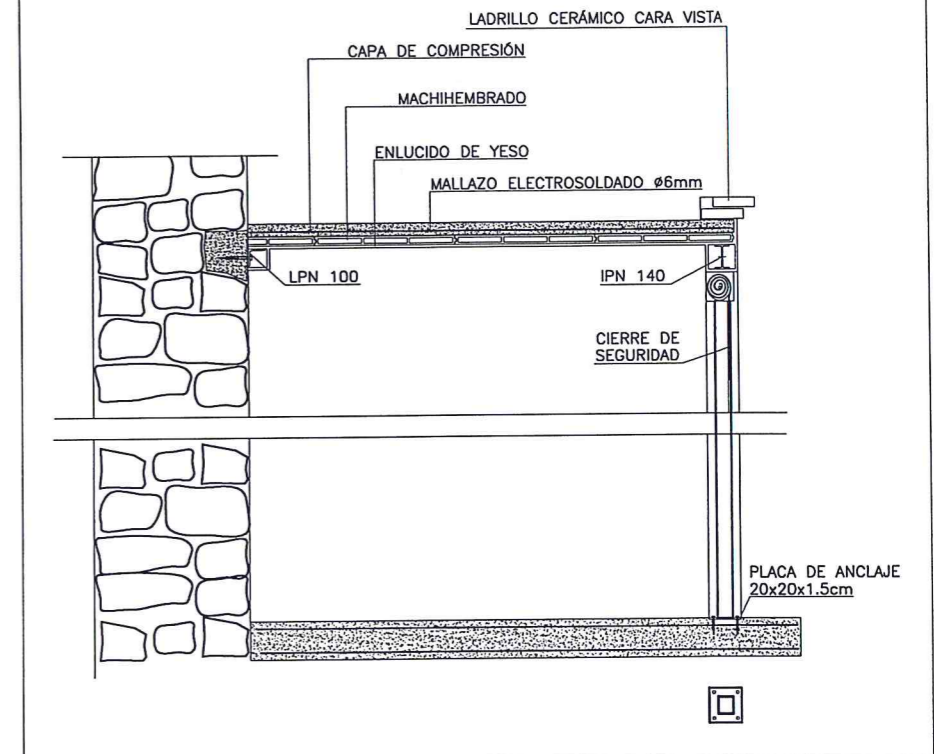 LADRILLO CERÁMICO CARA VISTA
CAPA DE COMPRESIÓN
MACHIHEMBRADO
ENLUCIDO DE YESO
MALLAZO ELECTROSOLDADO ø6mm
LPN 100
IPN 140
CIERRE DE
SEGURIDAD
PLACA DE ANCLAJE
20x20x1.5cm